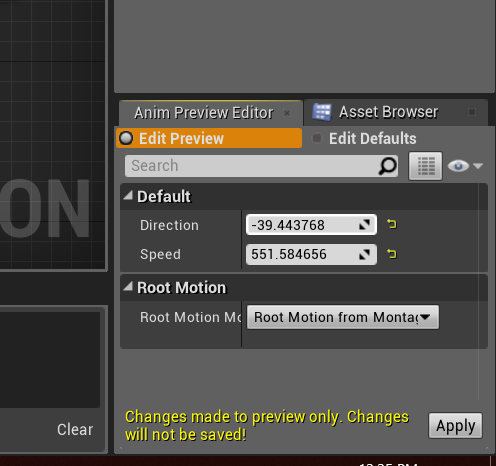 Anim Preview Editor
Asset Browser
Edit Preview
Edit Defaults
Search
ON
Default
Direction
-39.443768
Speed
551.584656
Root Motion
Root Motion Mo
Root Motion from Montag
Changes made to preview only. Changes
will not be saved!
Apply
Clear